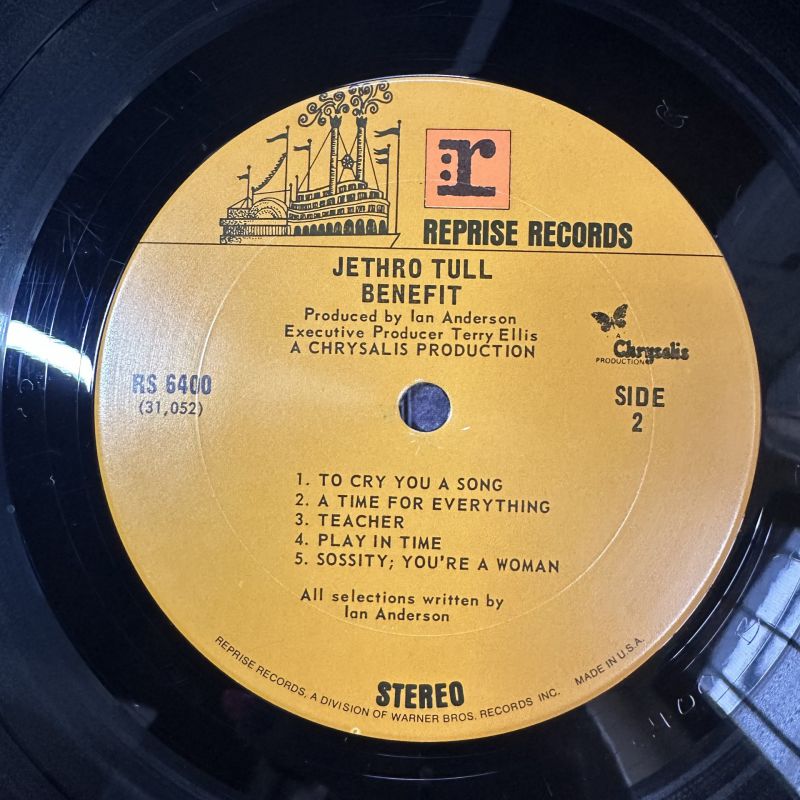 :r
REPRISE RECORDS
JETHRO TULL
BENEFIT
Produced by Ian Anderson
Executive Producer Terry Ellis
A CHRYSALIS PRODUCTION
A
Chrysalis
PRODUCTION
RS 6400
(31,052)
SIDE
2
1. TO CRY YOU A SONG
2. A TIME FOR EVERYTHING
3. TEACHER
4. PLAY IN TIME
5. SOSSITY; YOU'RE A WOMAN
All selections written by
Ian Anderson
STEREO
REPRISE RECORDS, A DIVISION OF WARNER BROS. RECORDS INC. MADE IN U.S.A.